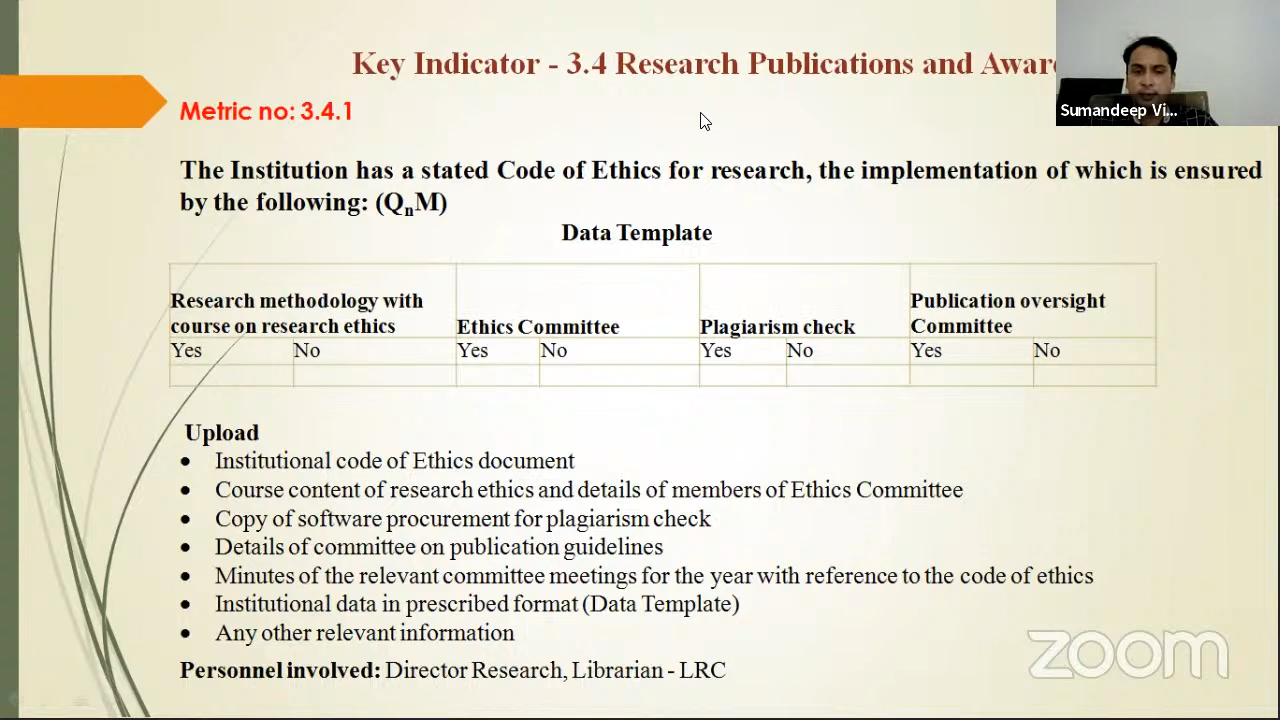 Key Indicator - 3.4 Research Publications and Awar
Sumandeep Vi...
Metric no: 3.4.1
The Institution has a stated Code of Ethics for research, the implementation of which is ensured
by the following: (QnM)
Data Template
Research methodology with
course on research ethics
Ethics Committee
Plagiarism check
Publication oversight
Committee
Yes No Yes No Yes No Yes No
Upload
• Institutional code of Ethics document
• Course content of research ethics and details of members of Ethics Committee
• Copy of software procurement for plagiarism check
• Details of committee on publication guidelines
• Minutes of the relevant committee meetings for the year with reference to the code of ethics
• Institutional data in prescribed format (Data Template)
• Any other relevant information
zoom
Personnel involved: Director Research, Librarian - LRC